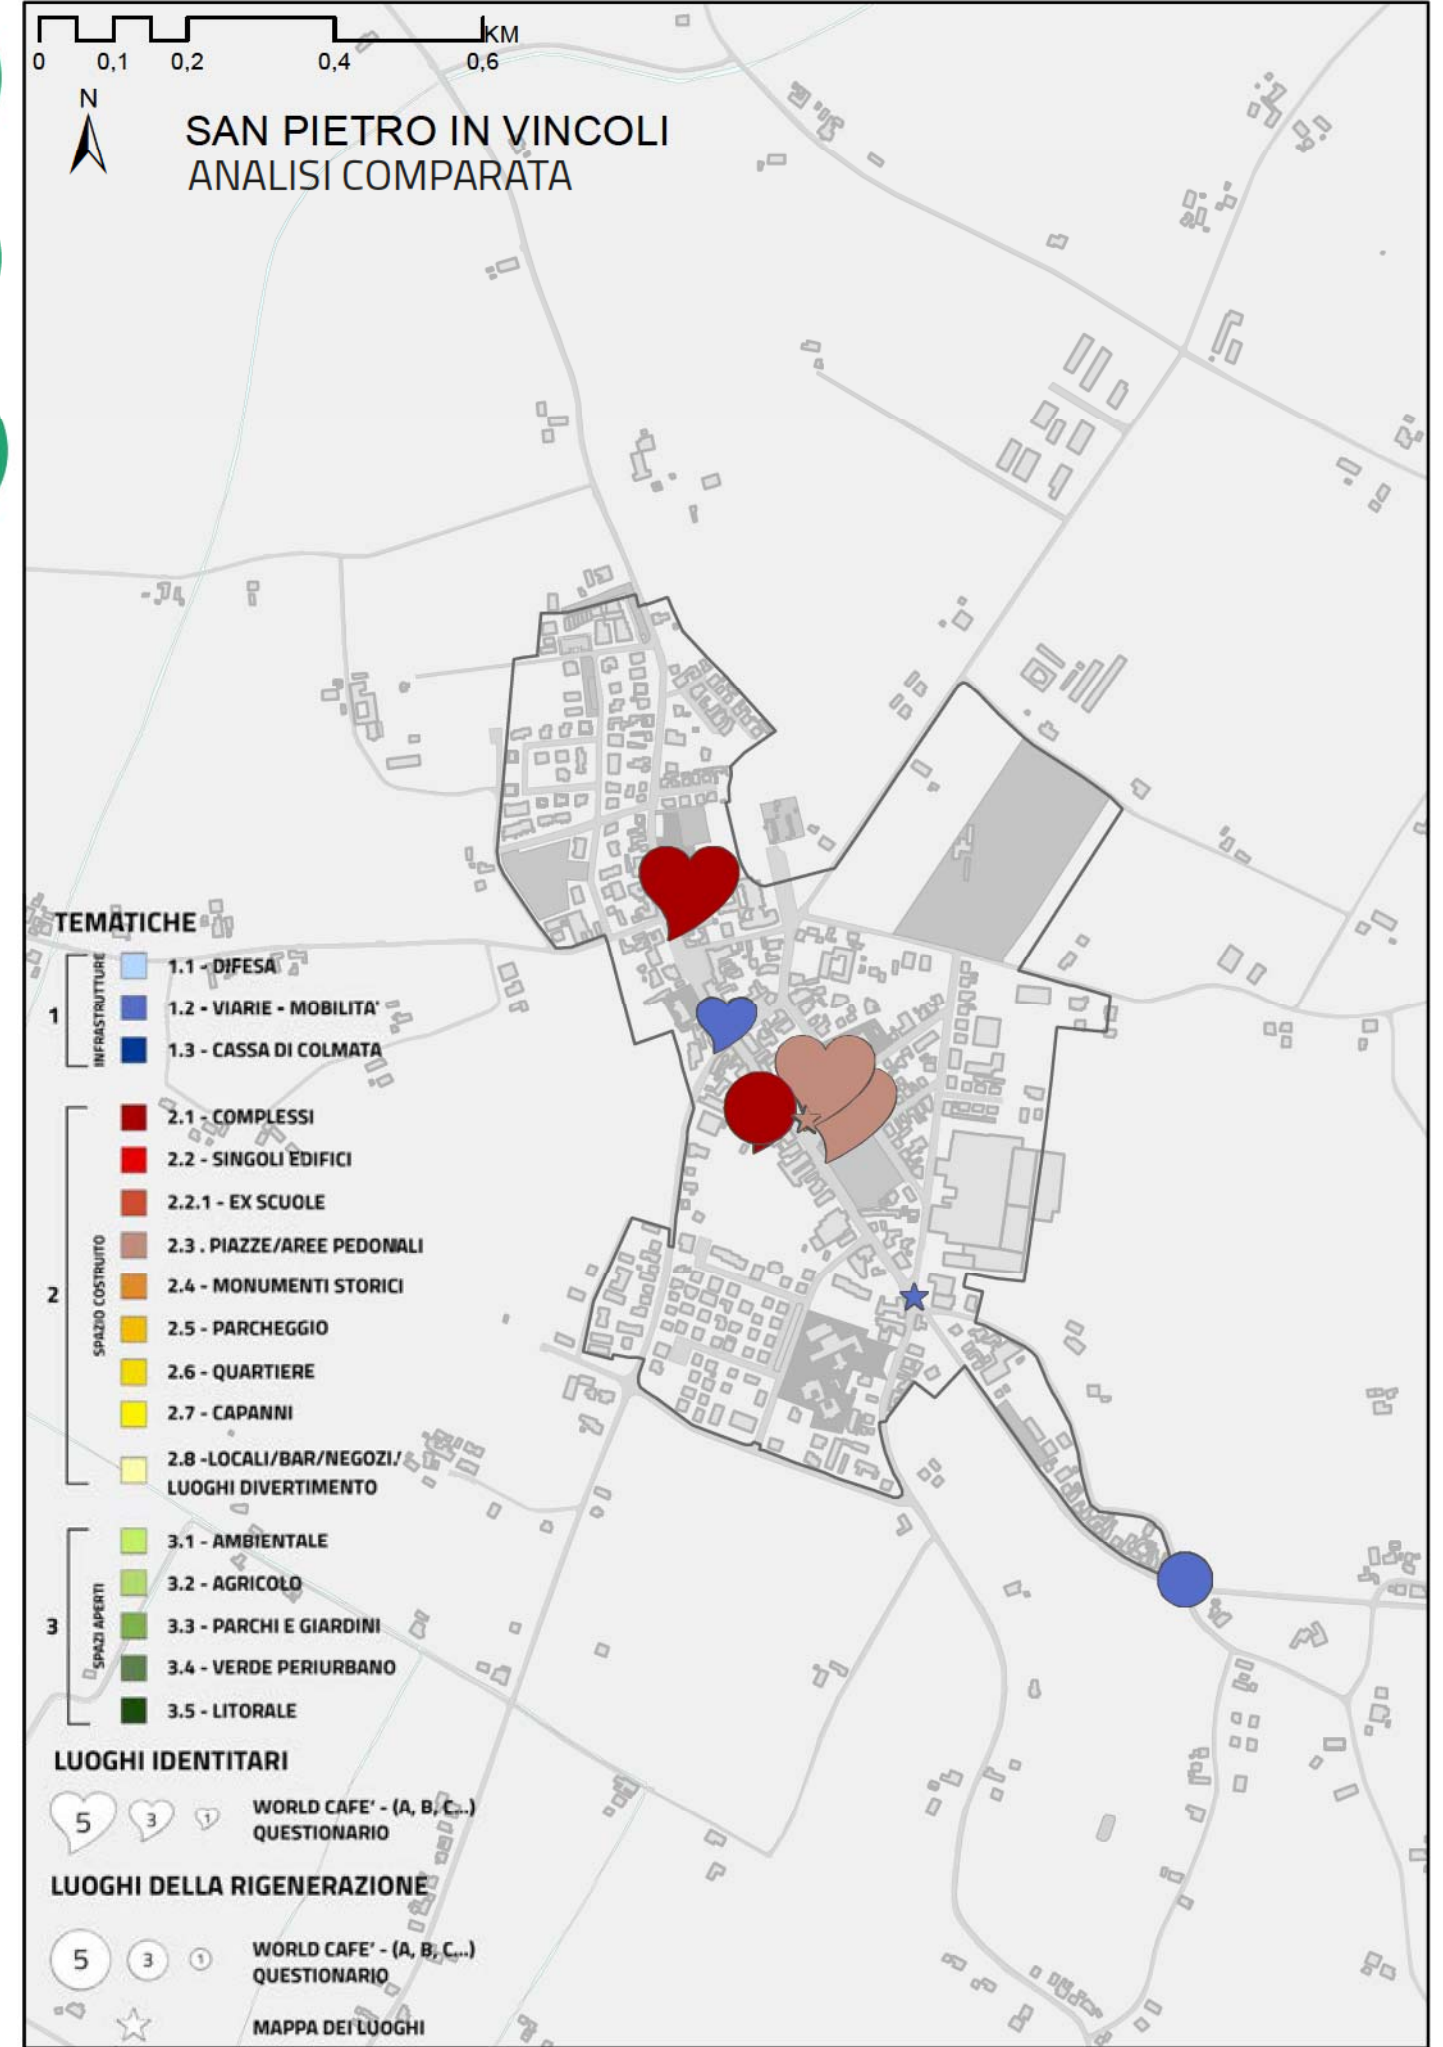 KM
0 0,1 0,2 0,4 0,6
N
SAN PIETRO IN VINCOLI
ANALISI COMPARATA
TEMATICHE
1
INFRASTRUTTURE
1.1 - DIFESA
1.2 - VIARIE - MOBILITA'
1.3 - CASSA DI COLMATA
2
SPAZIO COSTRUITO
2.1 - COMPLESSI
2.2 - SINGOLI EDIFICI
2.2.1 - EX SCUOLE
2.3 . PIAZZE/AREE PEDONALI
2.4 - MONUMENTI STORICI
2.5 - PARCHEGGIO
2.6 - QUARTIERE
2.7 - CAPANNI
2.8 -LOCALI/BAR/NEGOZI/
LUOGHI DIVERTIMENTO
3
SPAZI APERTI
3.1 - AMBIENTALE
3.2 - AGRICOLO
3.3 - PARCHI E GIARDINI
3.4 - VERDE PERIURBANO
3.5 - LITORALE
LUOGHI IDENTITARI
5 3 1
WORLD CAFE' - (A, B, C...)
QUESTIONARIO
LUOGHI DELLA RIGENERAZIONE
5 3 1
WORLD CAFE' - (A, B, C...)
QUESTIONARIO
MAPPA DEI LUOGHI